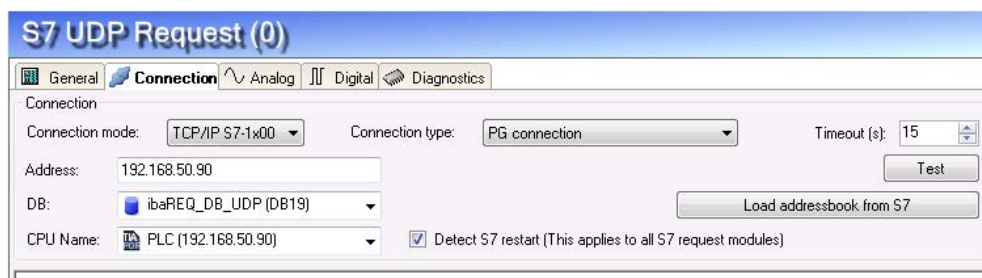 S7 UDP Request (0)
General Connection Analog Digital Diagnostics
Connection
Connection mode: TCP/IP S7-1x00 Connection type: PG connection Timeout (s): 15
Address: 192.168.50.90 Test
DB: ibaREQ_DB_UDP (DB19) Load addressbook from S7
CPU Name: PLC (192.168.50.90) Detect S7 restart (This applies to all S7 request modules)